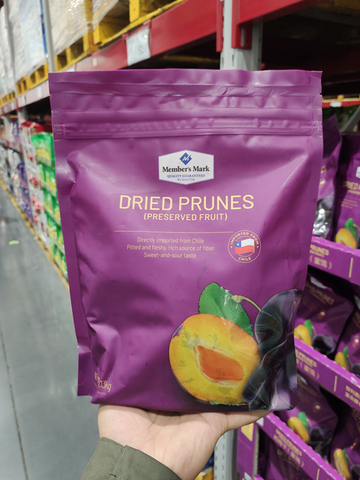 Member's Mark
QUALITY GUARANTEED
DRIED PRUNES
(PRESERVED FRUIT)
Directly imported from Chile
Pitted and fleshy, rich source of fiber
Sweet-and-sour taste
IMPORTED FROM
CHILE